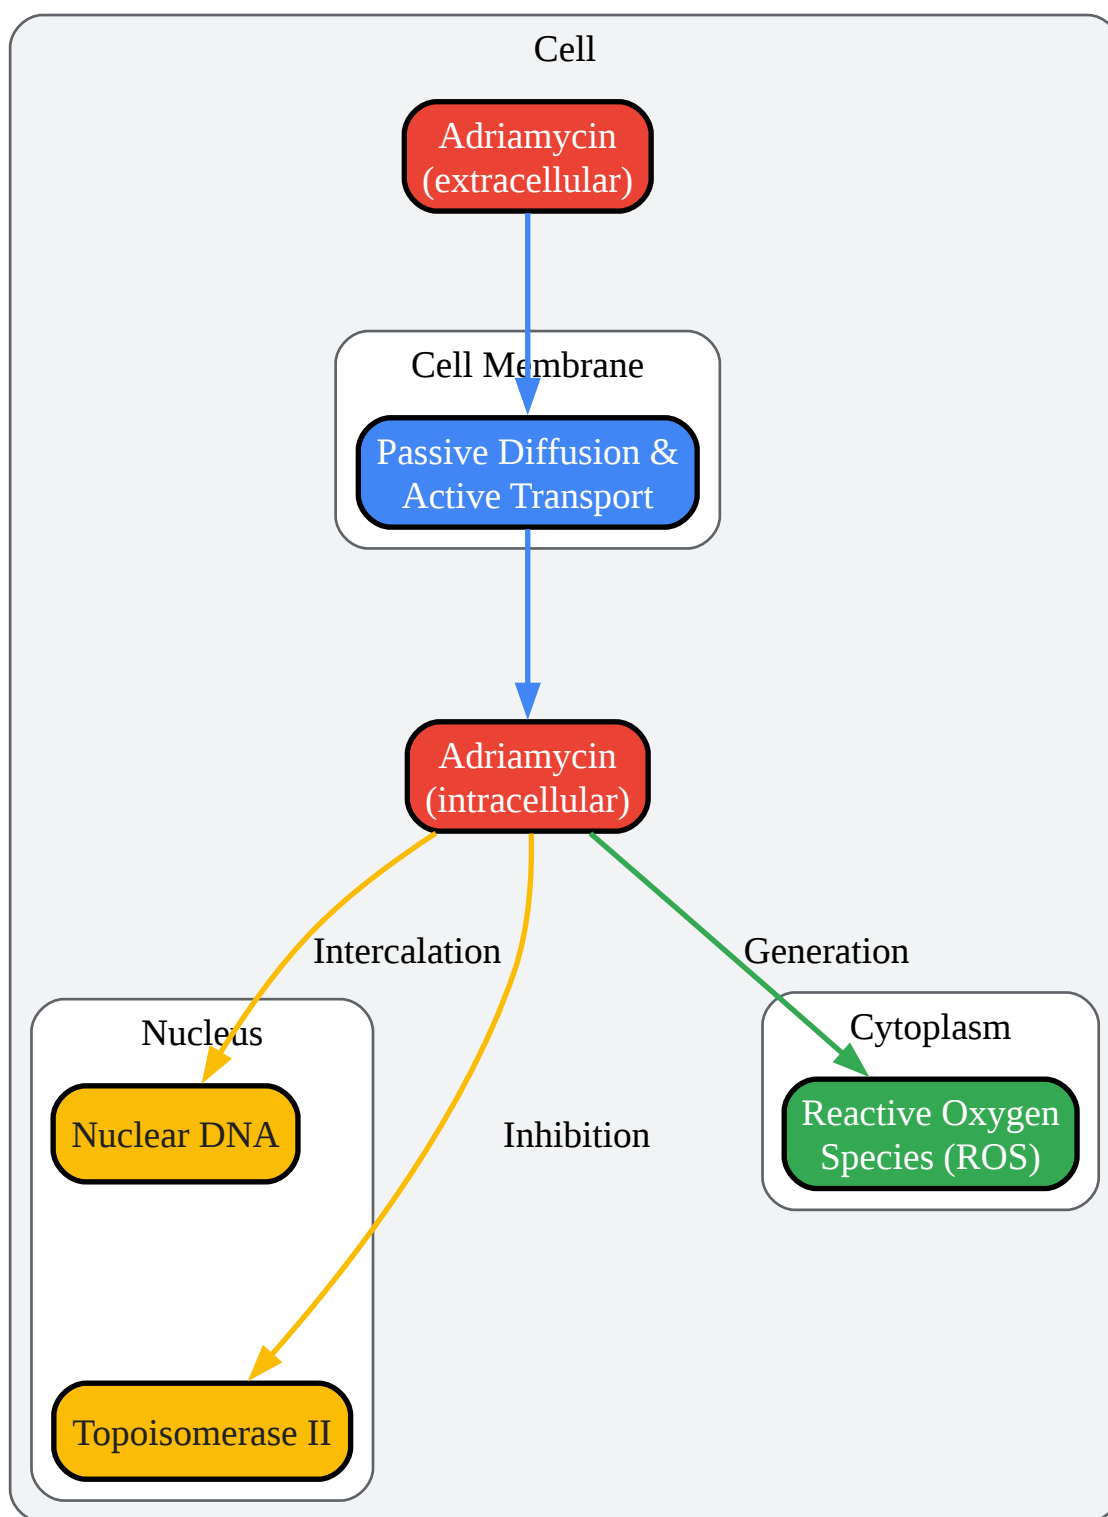 Cell
Adriamycin
(extracellular)
Cell Membrane
Passive Diffusion &
Active Transport
Adriamycin
(intracellular)
Intercalation
Generation
Nucleus
Cytoplasm
Nuclear DNA
Reactive Oxygen
Species (ROS)
Inhibition
Topoisomerase II